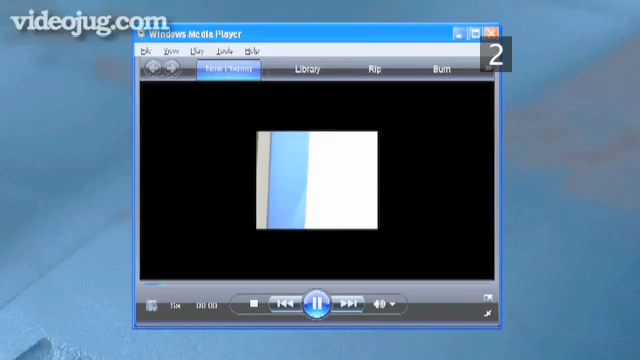 videojug.com
Windows Media Player
File View Play Tools Help
2
Now Playing Library Rip Burn
00:00